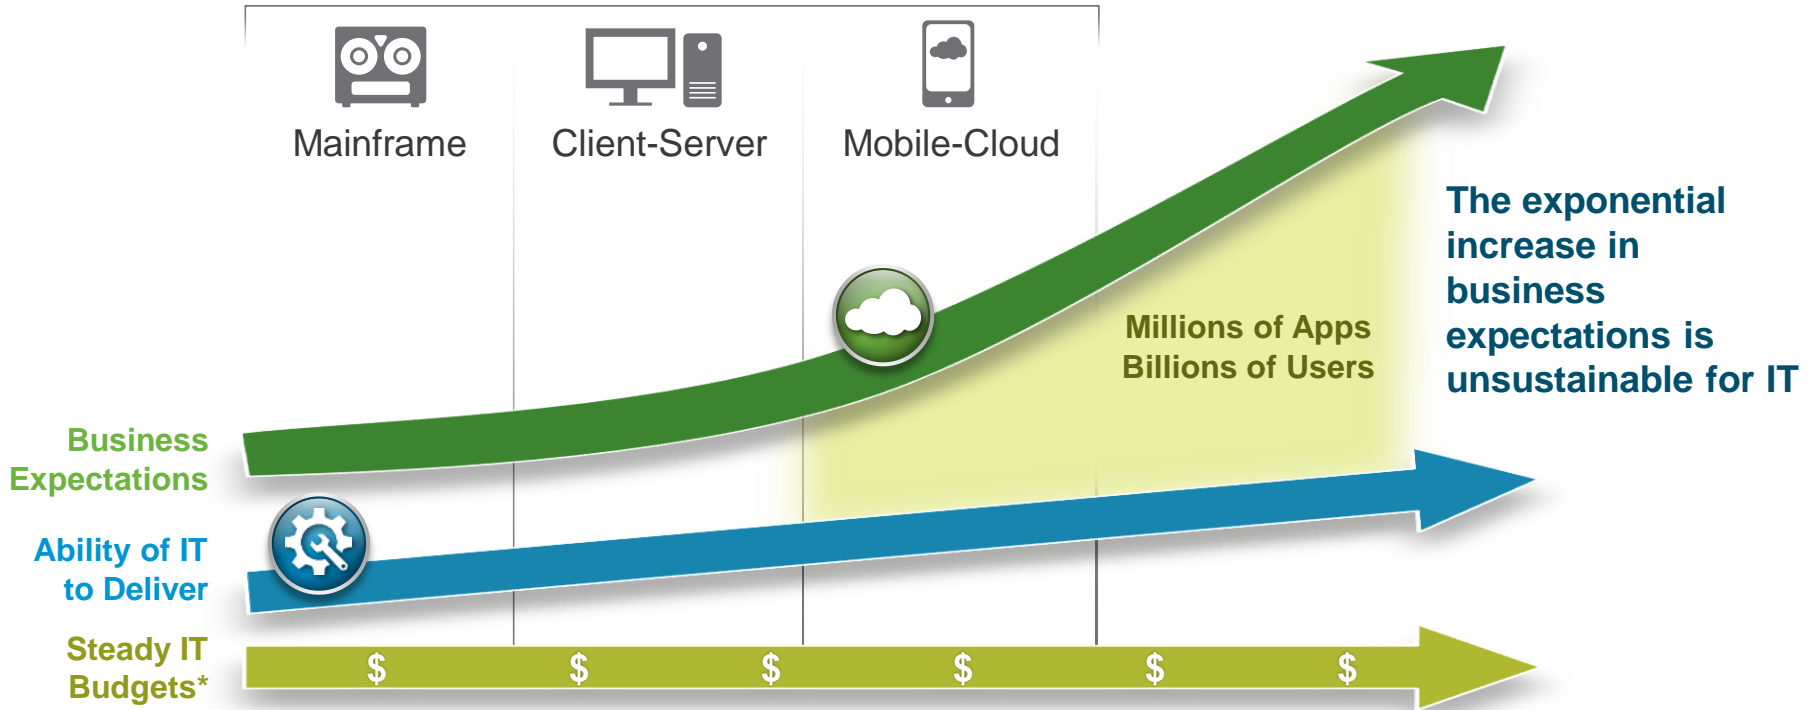 Mainframe
Client-Server
Mobile-Cloud
The exponential
increase in
business
expectations is
unsustainable for IT
Millions of Apps
Billions of Users
Business
Expectations
Ability of IT
to Deliver
Steady IT
Budgets*
$ $ $ $ $ $